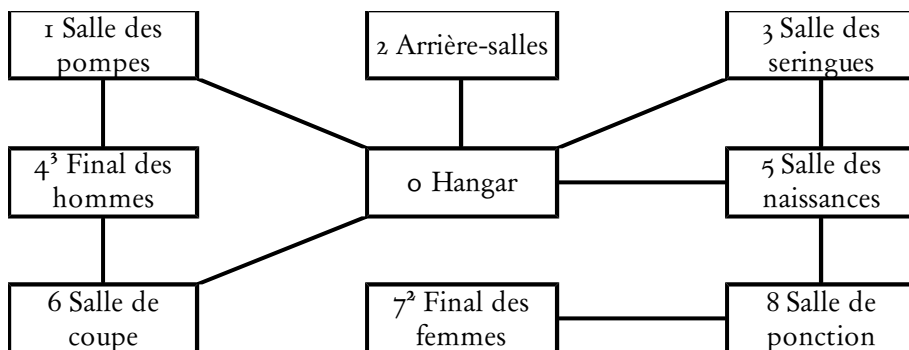 1 Salle des
pompes
2 Arrière-salles
3 Salle des
seringues
4³ Final des
hommes
0 Hangar
5 Salle des
naissances
6 Salle de
coupe
7² Final des
femmes
8 Salle de
ponction